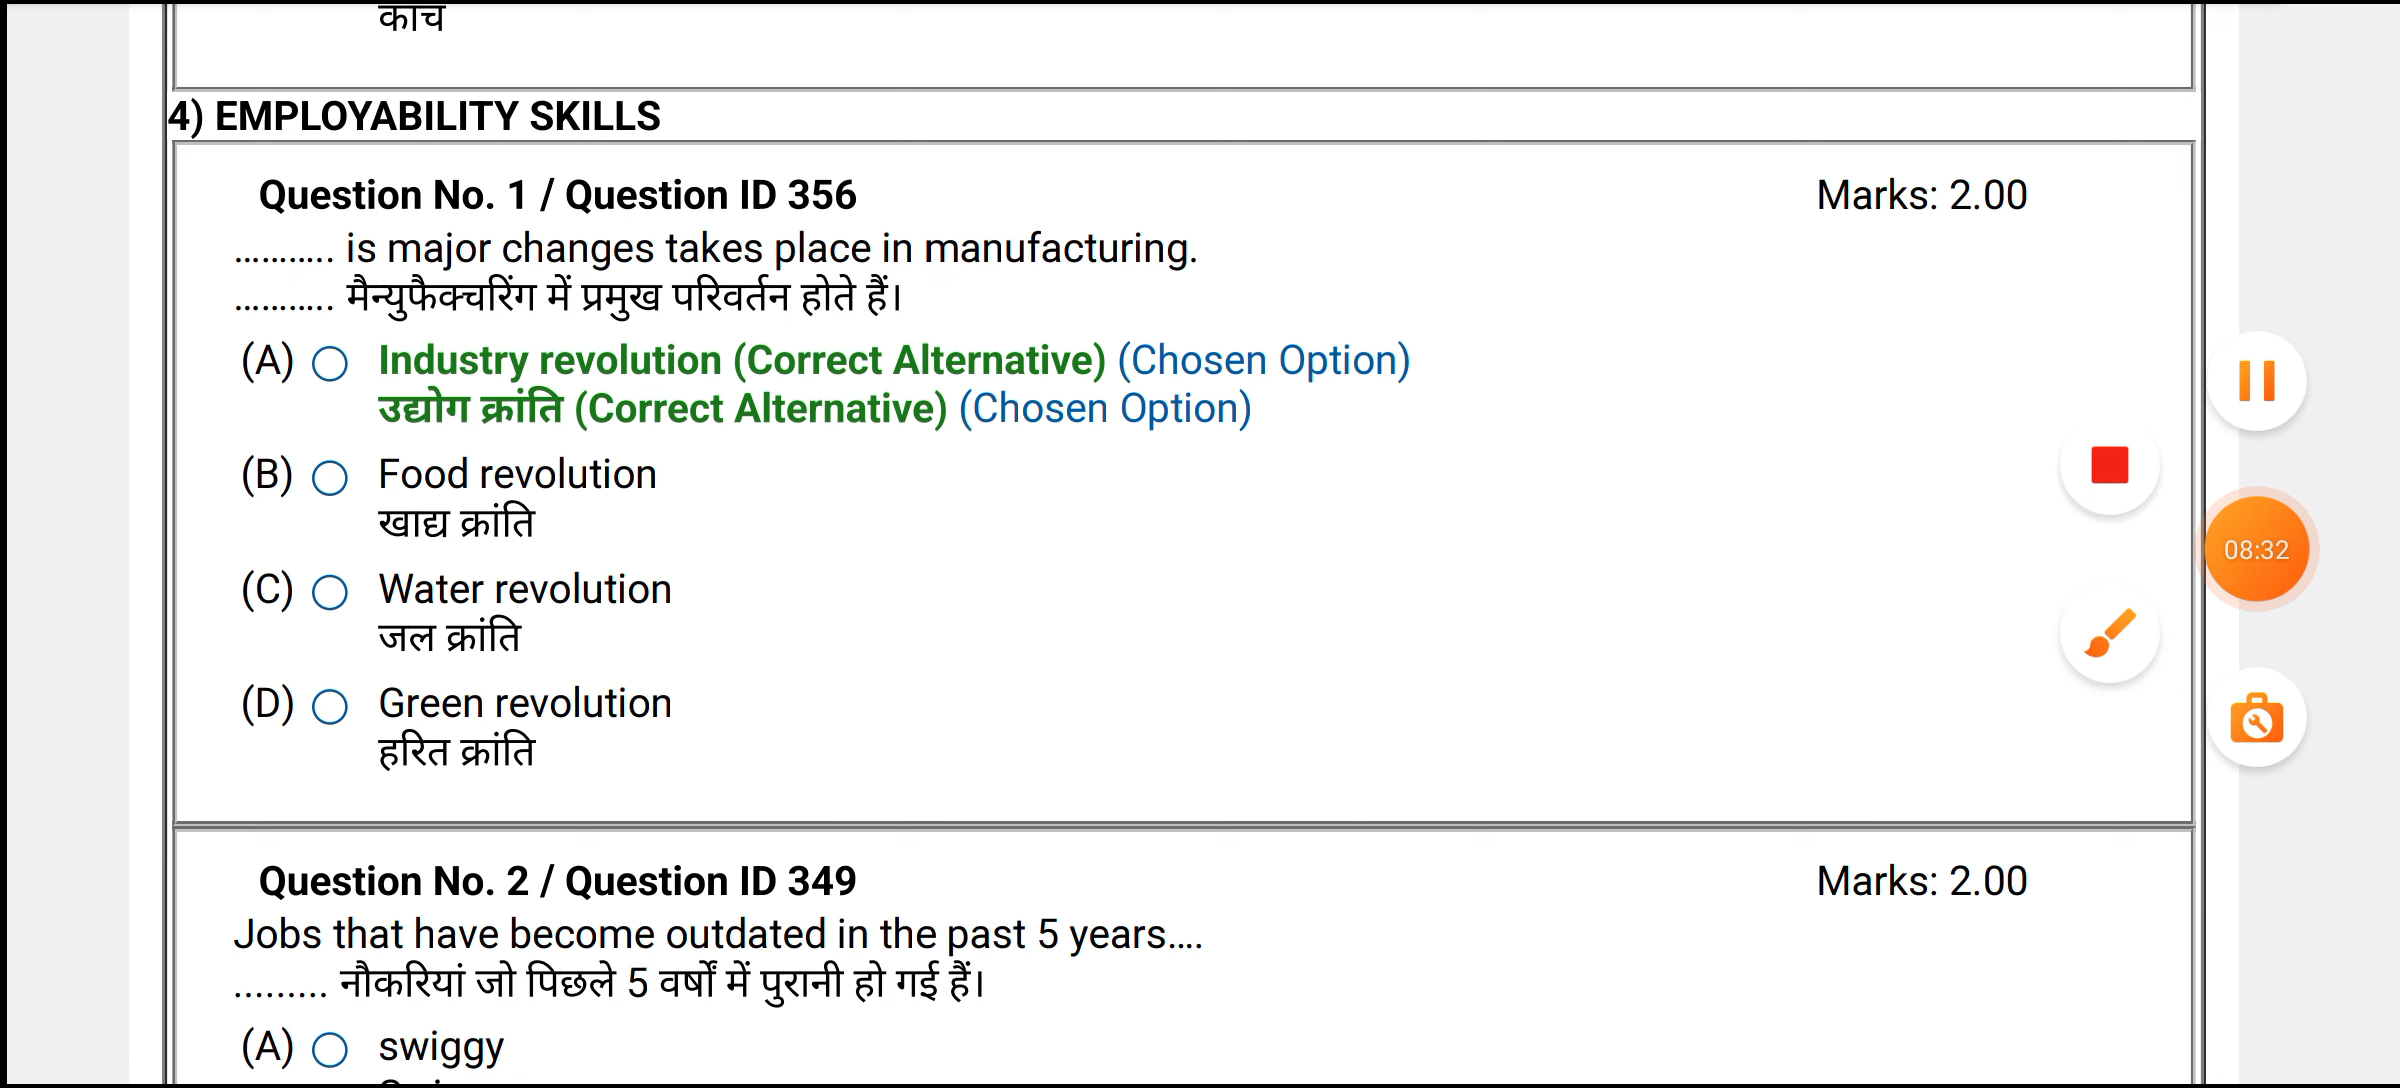 कांच
4) EMPLOYABILITY SKILLS
Question No. 1 / Question ID 356 Marks: 2.00
........... is major changes takes place in manufacturing.
........... मैन्युफैक्चरिंग में प्रमुख परिवर्तन होते हैं।
(A) Industry revolution (Correct Alternative) (Chosen Option)
उद्योग क्रांति (Correct Alternative) (Chosen Option)
(B) Food revolution
खाद्य क्रांति
(C) Water revolution
जल क्रांति
(D) Green revolution
हरित क्रांति
08:32
Question No. 2 / Question ID 349 Marks: 2.00
Jobs that have become outdated in the past 5 years....
......... नौकरियां जो पिछले 5 वर्षों में पुरानी हो गई हैं।
(A) swiggy